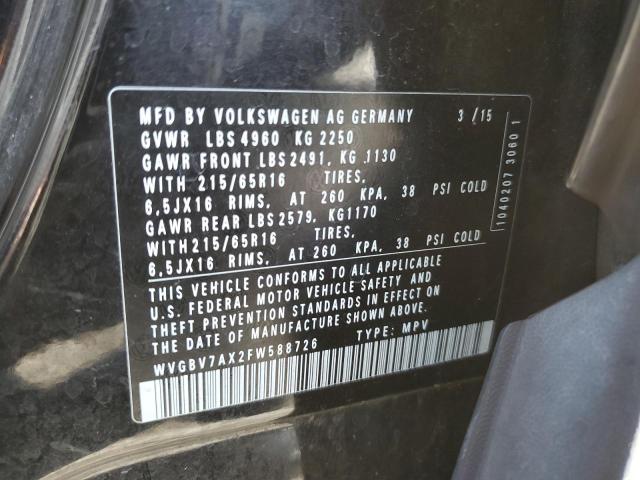 MFD BY VOLKSWAGEN AG GERMANY 3/15
GVWR LBS 4960 KG 2250
GAWR FRONT LBS 2491, KG 1130
WITH 215/65R16 TIRES,
6,5JX16 RIMS, AT 260 KPA, 38 PSI COLD
GAWR REAR LBS 2579, KG1170
WITH 215/65R16 TIRES,
6,5JX16 RIMS, AT 260 KPA, 38 PSI COLD
THIS VEHICLE CONFORMS TO ALL APPLICABLE
U.S. FEDERAL MOTOR VEHICLE SAFETY AND
THEFT PREVENTION STANDARDS IN EFFECT ON
THE DATE OF MANUFACTURE SHOWN ABOVE.
WVGBV7AX2FW588726 TYPE: MPV
1040207 3060 1